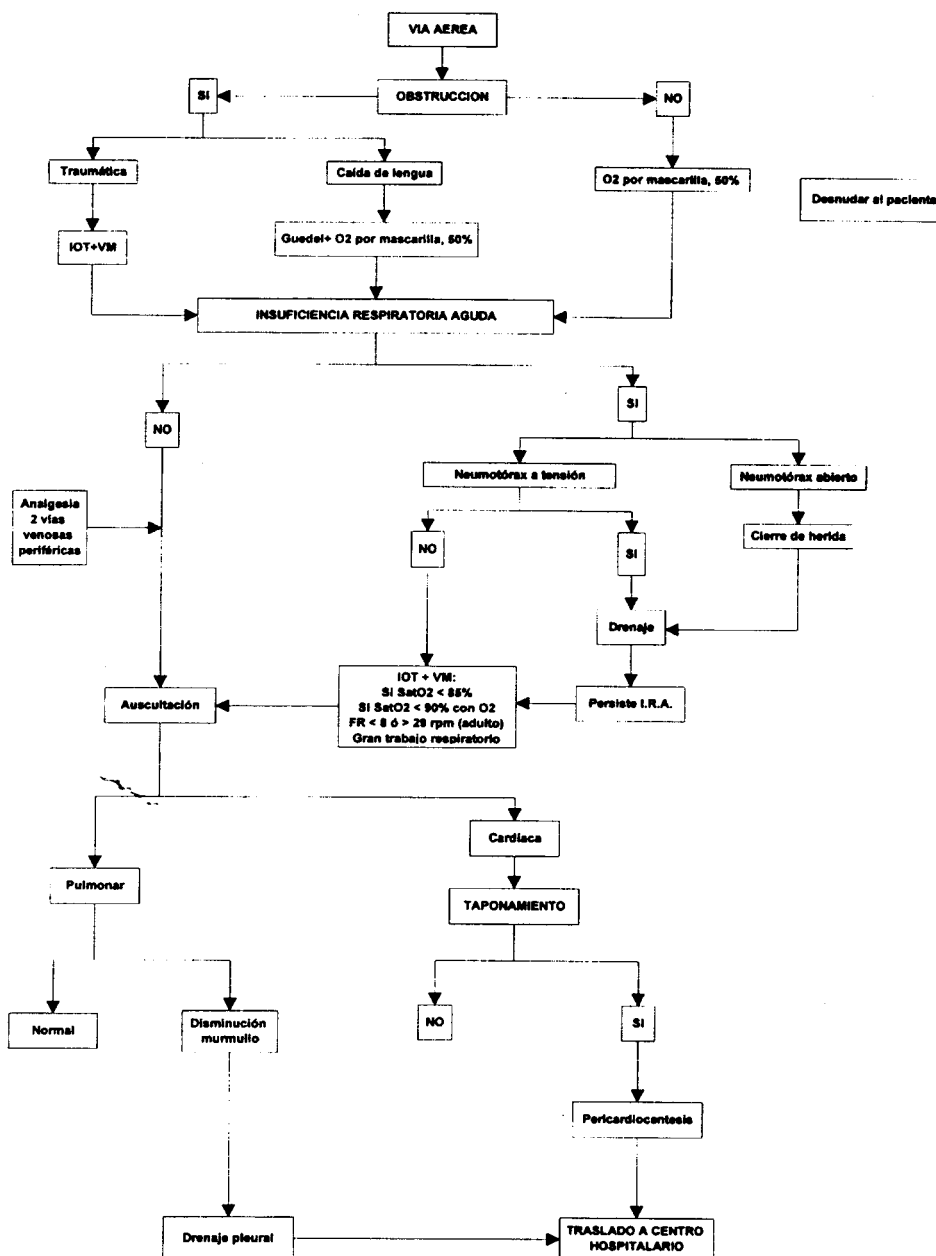 VIA AEREA
SI
OBSTRUCCION
NO
Traumática
Caída de lengua
O2 por mascarilla, 50%
Desnudar al paciente
IOT+VM
Guedel+ O2 por mascarilla, 50%
INSUFICIENCIA RESPIRATORIA AGUDA
NO
SI
Neumotórax a tensión
Neumotórax abierto
Analgesia
2 vías
venosas
periféricas
NO
SI
Cierre de herida
Drenaje
Auscultación
IOT + VM:
SI SatO2 < 85%
SI SatO2 < 90% con O2
FR < 8 ó > 29 rpm (adulto)
Gran trabajo respiratorio
Persiste I.R.A.
Cardíaca
Pulmonar
TAPONAMIENTO
Normal
Disminución
murmullo
NO
SI
Pericardiocentesis
Drenaje pleural
TRASLADO A CENTRO
HOSPITALARIO